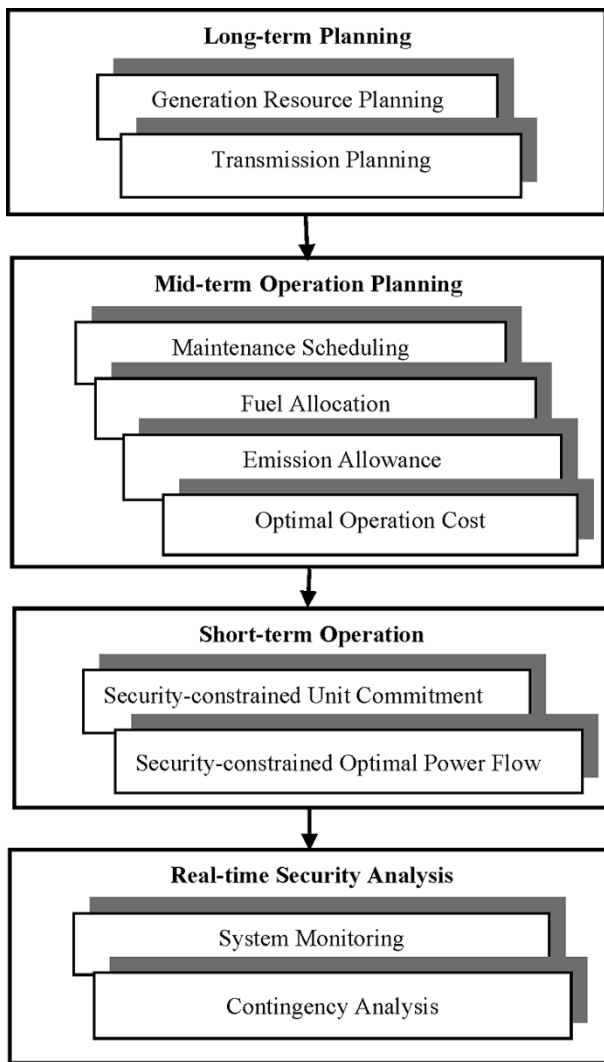 Long-term Planning
Generation Resource Planning
Transmission Planning
Mid-term Operation Planning
Maintenance Scheduling
Fuel Allocation
Emission Allowance
Optimal Operation Cost
Short-term Operation
Security-constrained Unit Commitment
Security-constrained Optimal Power Flow
Real-time Security Analysis
System Monitoring
Contingency Analysis